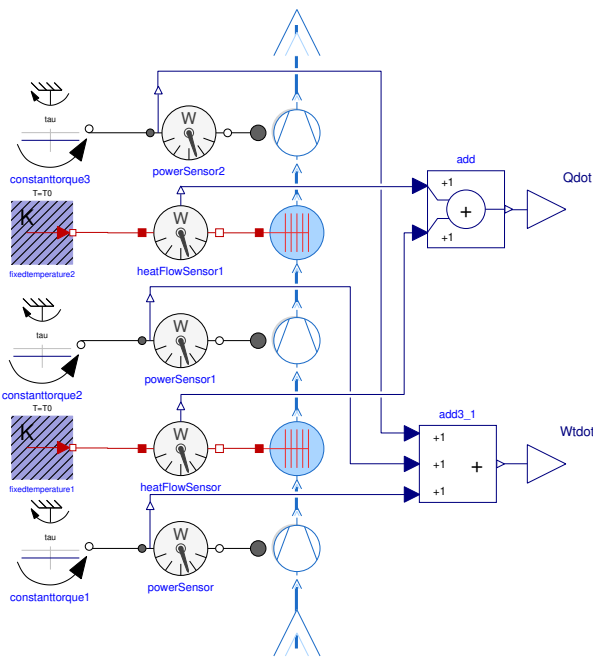 tau
W
constanttorque3
powerSensor2
add
T=T0
+1
Qdot
K
W
+
+1
fixedtemperature2
heatFlowSensor1
tau
W
constanttorque2
powerSensor1
T=T0
add3_1
K
W
+1
Wtdot
+1
+
fixedtemperature1
heatFlowSensor
+1
tau
W
constanttorque1
powerSensor